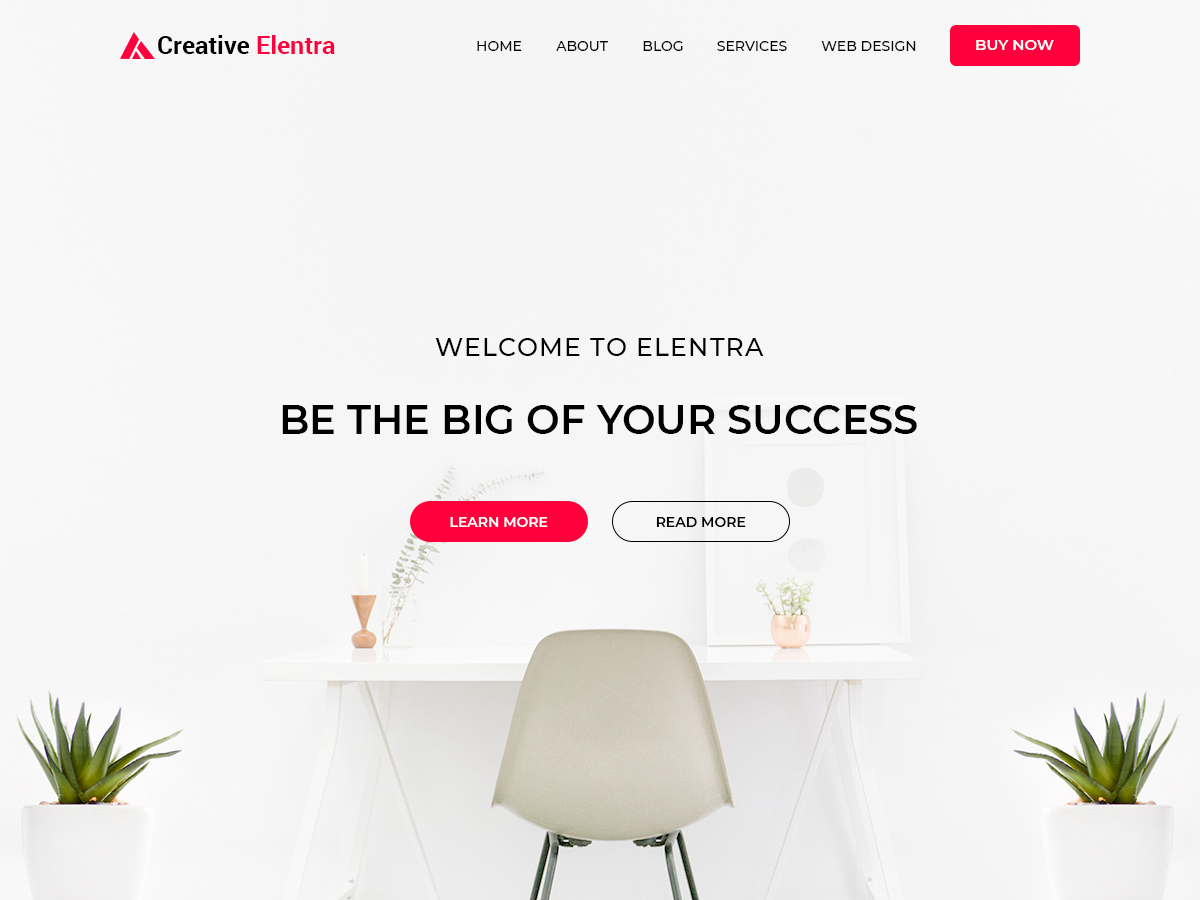 Creative Elentra
HOME ABOUT BLOG SERVICES WEB DESIGN BUY NOW
WELCOME TO ELENTRA
BE THE BIG OF YOUR SUCCESS
LEARN MORE READ MORE